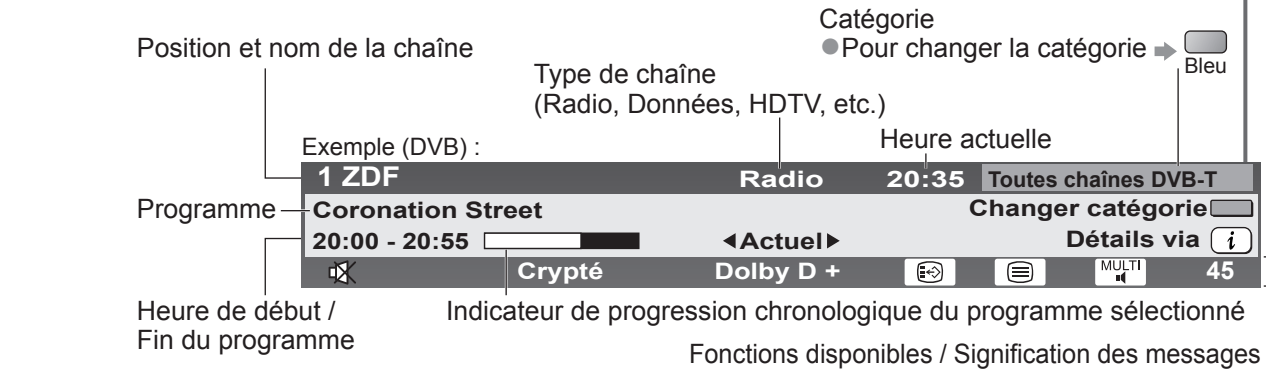 Catégorie
●Pour changer la catégorie
Bleu
Position et nom de la chaîne
Type de chaîne
(Radio, Données, HDTV, etc.)
Heure actuelle
Exemple (DVB) :
1 ZDF Radio 20:35 Toutes chaînes DVB-T
Programme Coronation Street Changer catégorie
20:00 - 20:55 ◀Actuel▶ Détails via i
Crypté Dolby D + MULTI 45
Heure de début /
Fin du programme
Indicateur de progression chronologique du programme sélectionné
Fonctions disponibles / Signification des messages